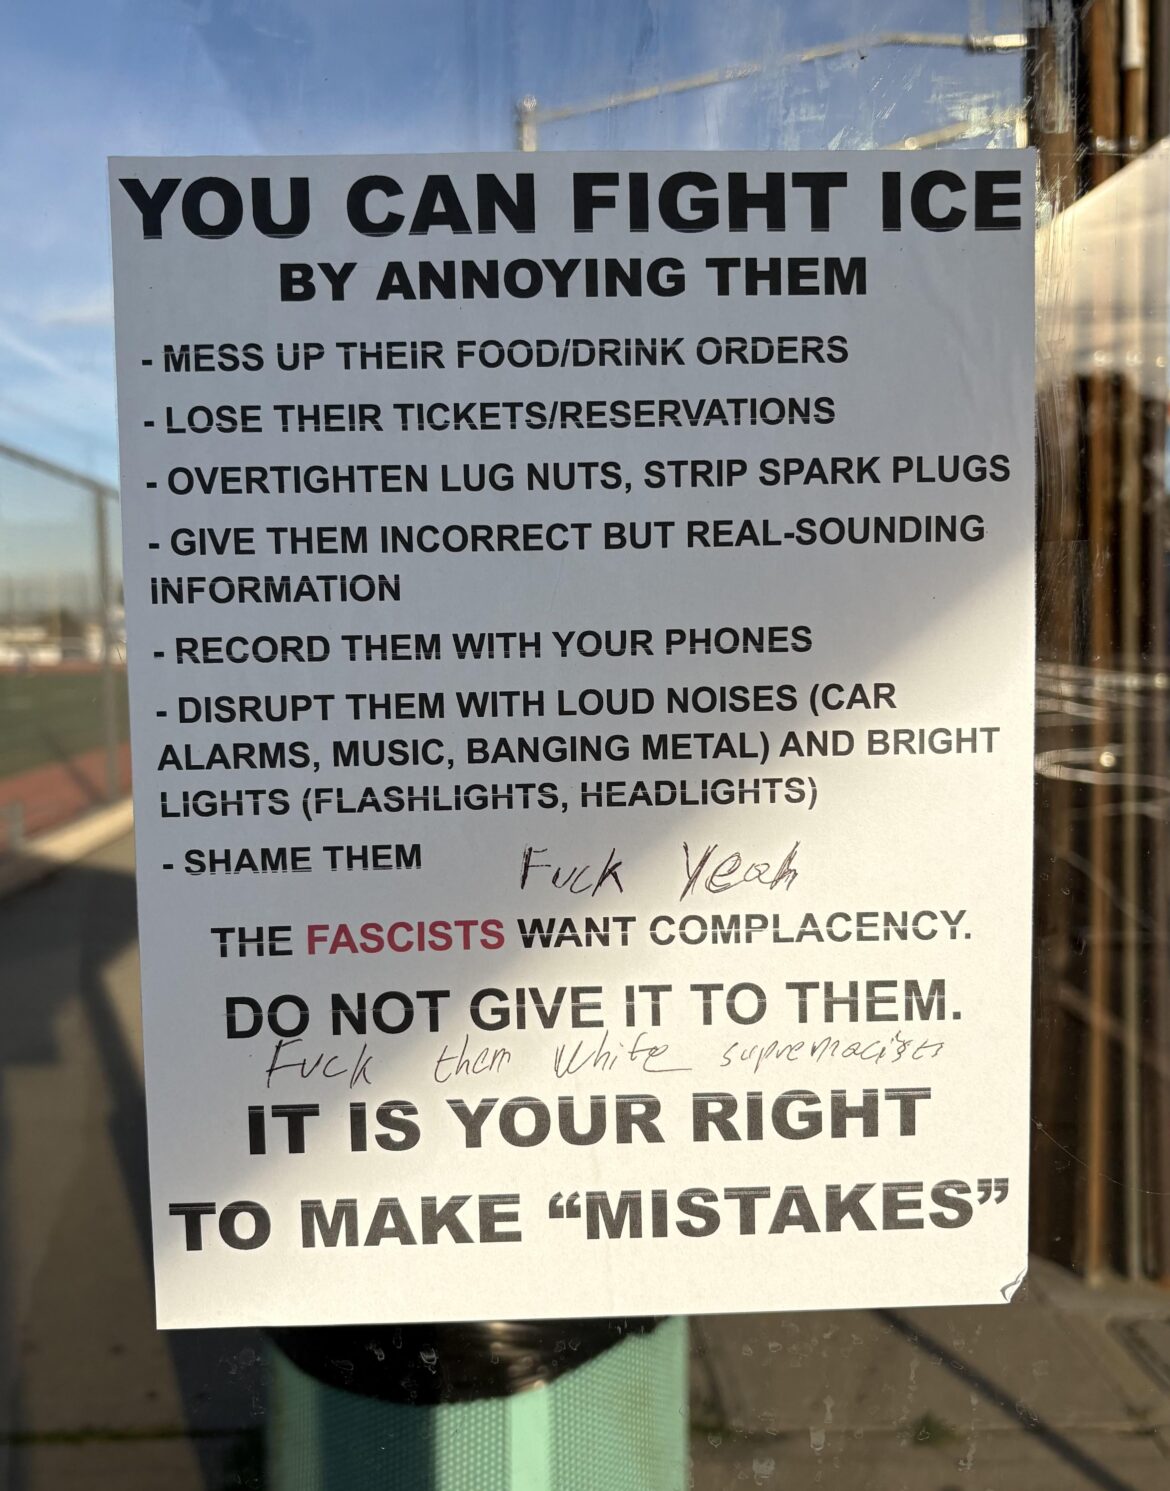 YOU CAN FIGHT ICE
BY ANNOYING THEM
- MESS UP THEIR FOOD/DRINK ORDERS
- LOSE THEIR TICKETS/RESERVATIONS
- OVERTIGHTEN LUG NUTS, STRIP SPARK PLUGS
- GIVE THEM INCORRECT BUT REAL-SOUNDING
INFORMATION
- RECORD THEM WITH YOUR PHONES
- DISRUPT THEM WITH LOUD NOISES (CAR
ALARMS, MUSIC, BANGING METAL) AND BRIGHT
LIGHTS (FLASHLIGHTS, HEADLIGHTS)
- SHAME THEM Fuck Yeah
THE FASCISTS WANT COMPLACENCY.
DO NOT GIVE IT TO THEM.
Fuck them White supremacists
IT IS YOUR RIGHT
TO MAKE “MISTAKES”